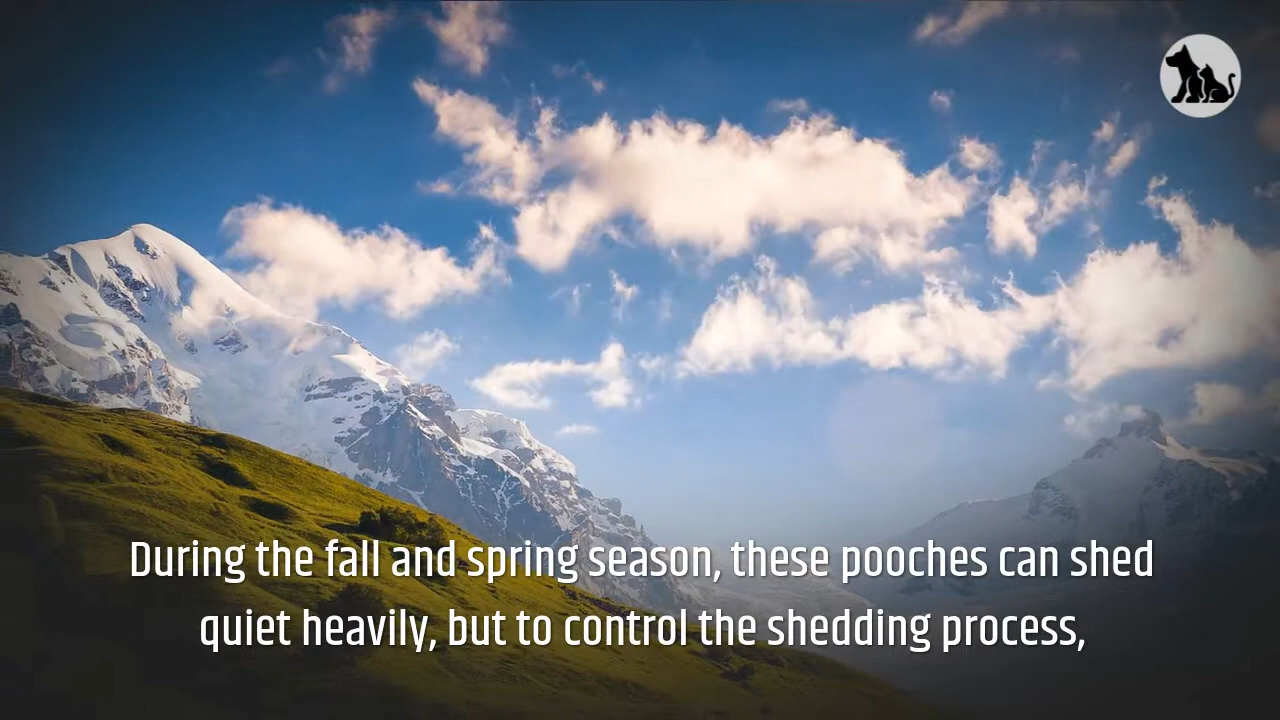 During the fall and spring season, these pooches can shed
quiet heavily, but to control the shedding process,